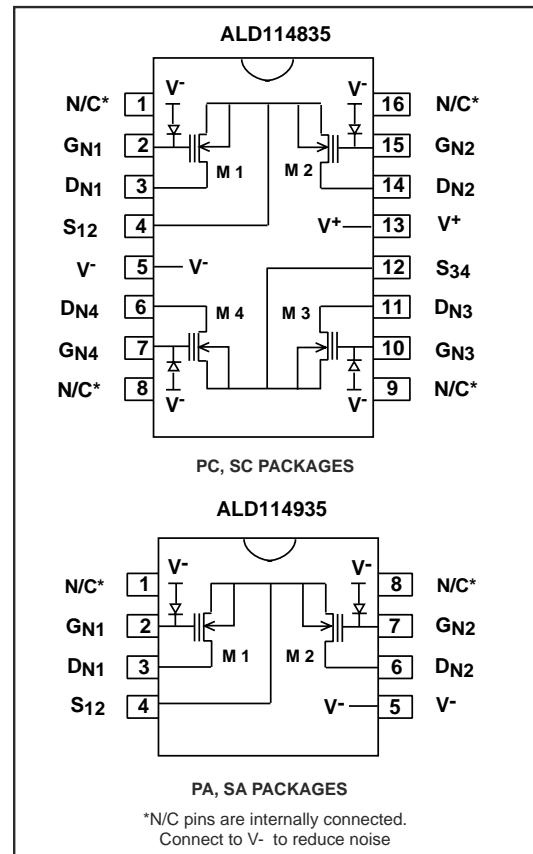 ALD114835
N/C* 1 V- V- 16 N/C*
GN1 2 15 GN2
M 1 M 2
DN1 3 14 DN2
S12 4 V+ 13 V+
V- 5 V- 12 S34
DN4 6 M 4 M 3 11 DN3
GN4 7 10 GN3
N/C* 8 V- V- 9 N/C*
PC, SC PACKAGES
ALD114935
N/C* 1 V- V- 8 N/C*
GN1 2 7 GN2
DN1 3 M 1 M 2 6 DN2
S12 4 V- 5 V-
PA, SA PACKAGES
*N/C pins are internally connected.
Connect to V- to reduce noise